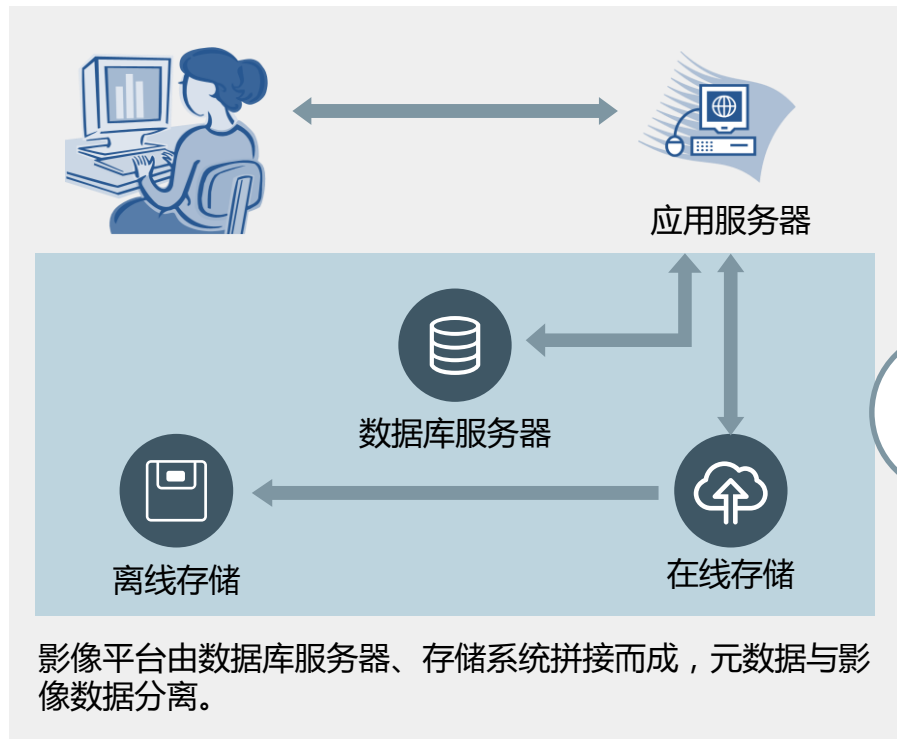 应用服务器
数据库服务器
离线存储
在线存储
影像平台由数据库服务器、存储系统拼接而成，元数据与影
像数据分离。